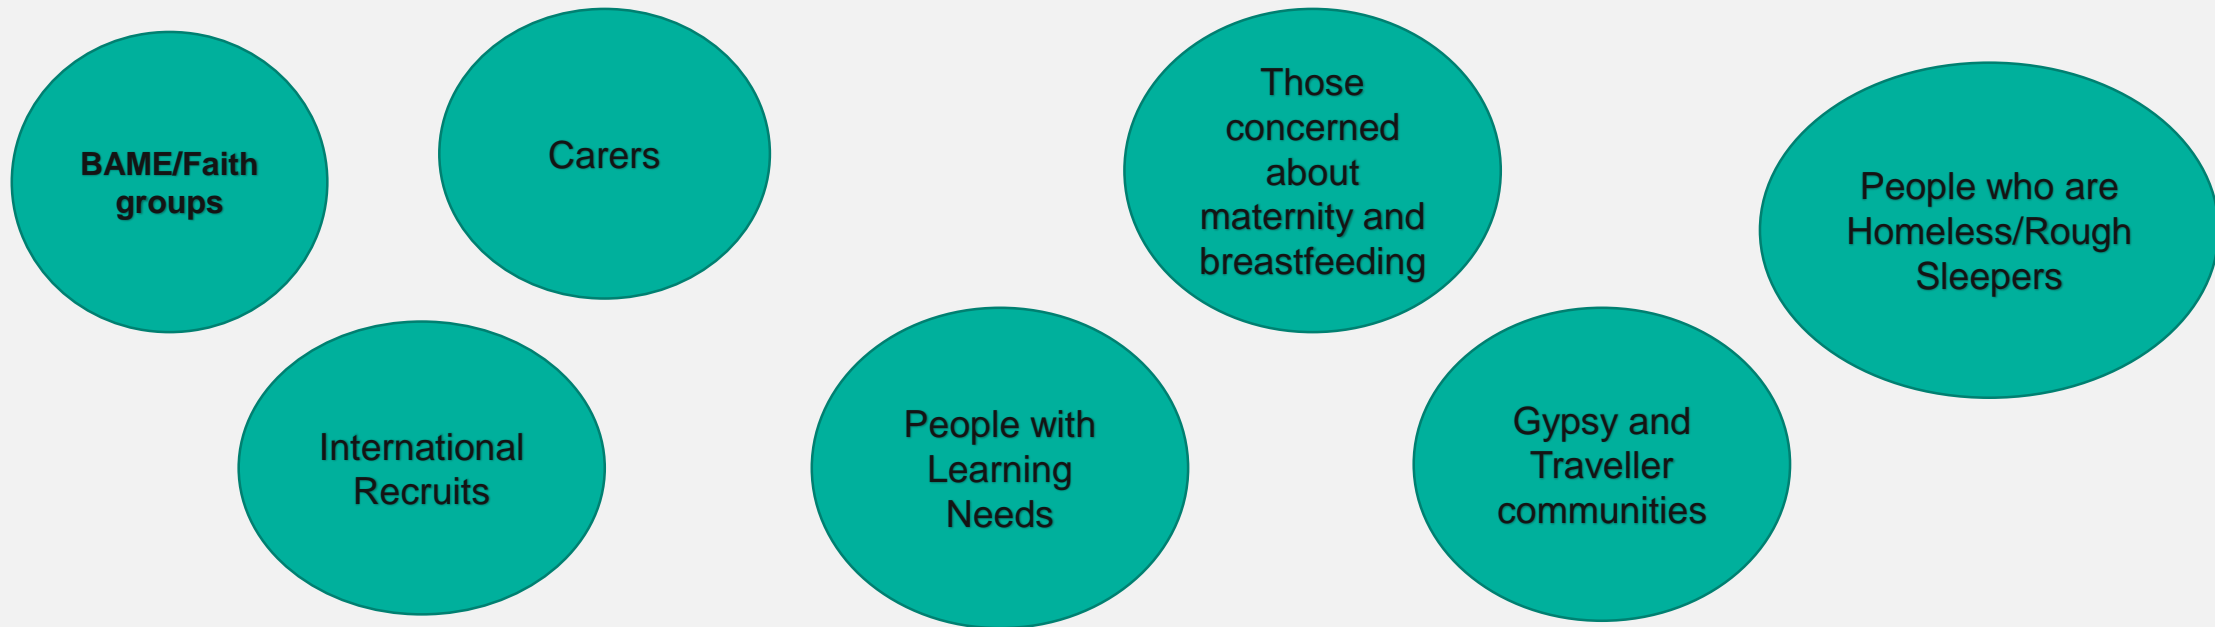 BAME/Faith
groups
Carers
Those
concerned
about
maternity and
breastfeeding
People who are
Homeless/Rough
Sleepers
International
Recruits
People with
Learning
Needs
Gypsy and
Traveller
communities